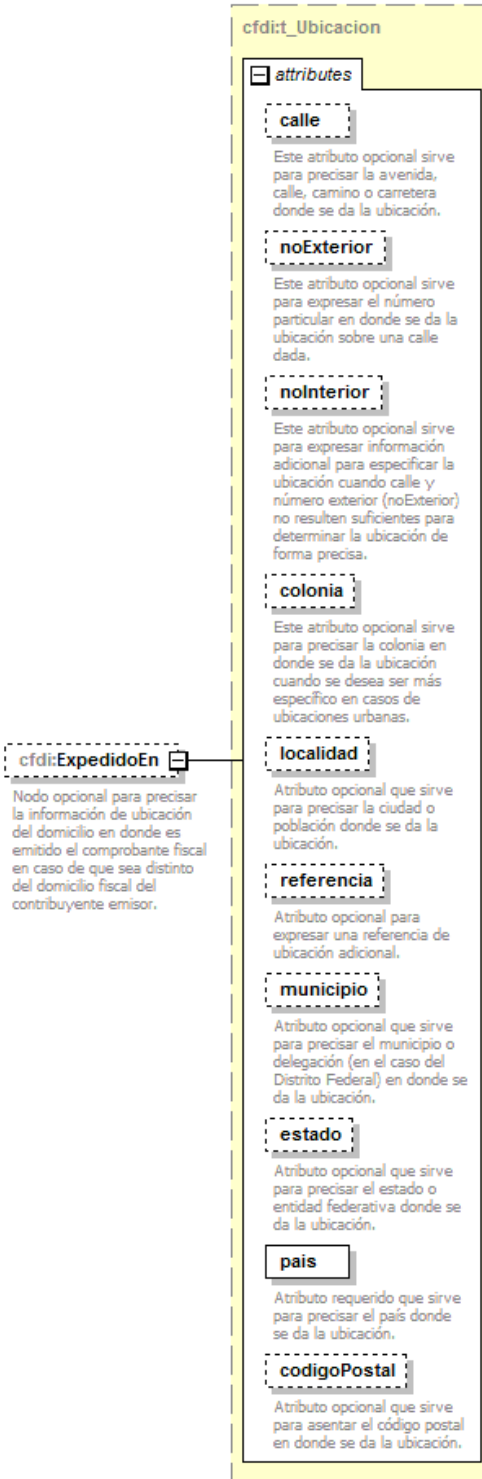 cfdi:t_Ubicacion
attributes
calle
Este atributo opcional sirve
para precisar la avenida,
calle, camino o carretera
donde se da la ubicación.
noExterior
Este atributo opcional sirve
para expresar el número
particular en donde se da la
ubicación sobre una calle
dada.
noInterior
Este atributo opcional sirve
para expresar información
adicional para especificar la
ubicación cuando calle y
número exterior (noExterior)
no resulten suficientes para
determinar la ubicación de
forma precisa.
colonia
Este atributo opcional sirve
para precisar la colonia en
donde se da la ubicación
cuando se desea ser más
específico en casos de
ubicaciones urbanas.
cfdi:ExpedidoEn
Nodo opcional para precisar
la información de ubicación
del domicilio en donde es
emitido el comprobante fiscal
en caso de que sea distinto
del domicilio fiscal del
contribuyente emisor.
localidad
Atributo opcional que sirve
para precisar la ciudad o
población donde se da la
ubicación.
referencia
Atributo opcional para
expresar una referencia de
ubicación adicional.
municipio
Atributo opcional que sirve
para precisar el municipio o
delegación (en el caso del
Distrito Federal) en donde se
da la ubicación.
estado
Atributo opcional que sirve
para precisar el estado o
entidad federativa donde se
da la ubicación.
pais
Atributo requerido que sirve
para precisar el país donde
se da la ubicación.
codigoPostal
Atributo opcional que sirve
para asentar el código postal
en donde se da la ubicación.